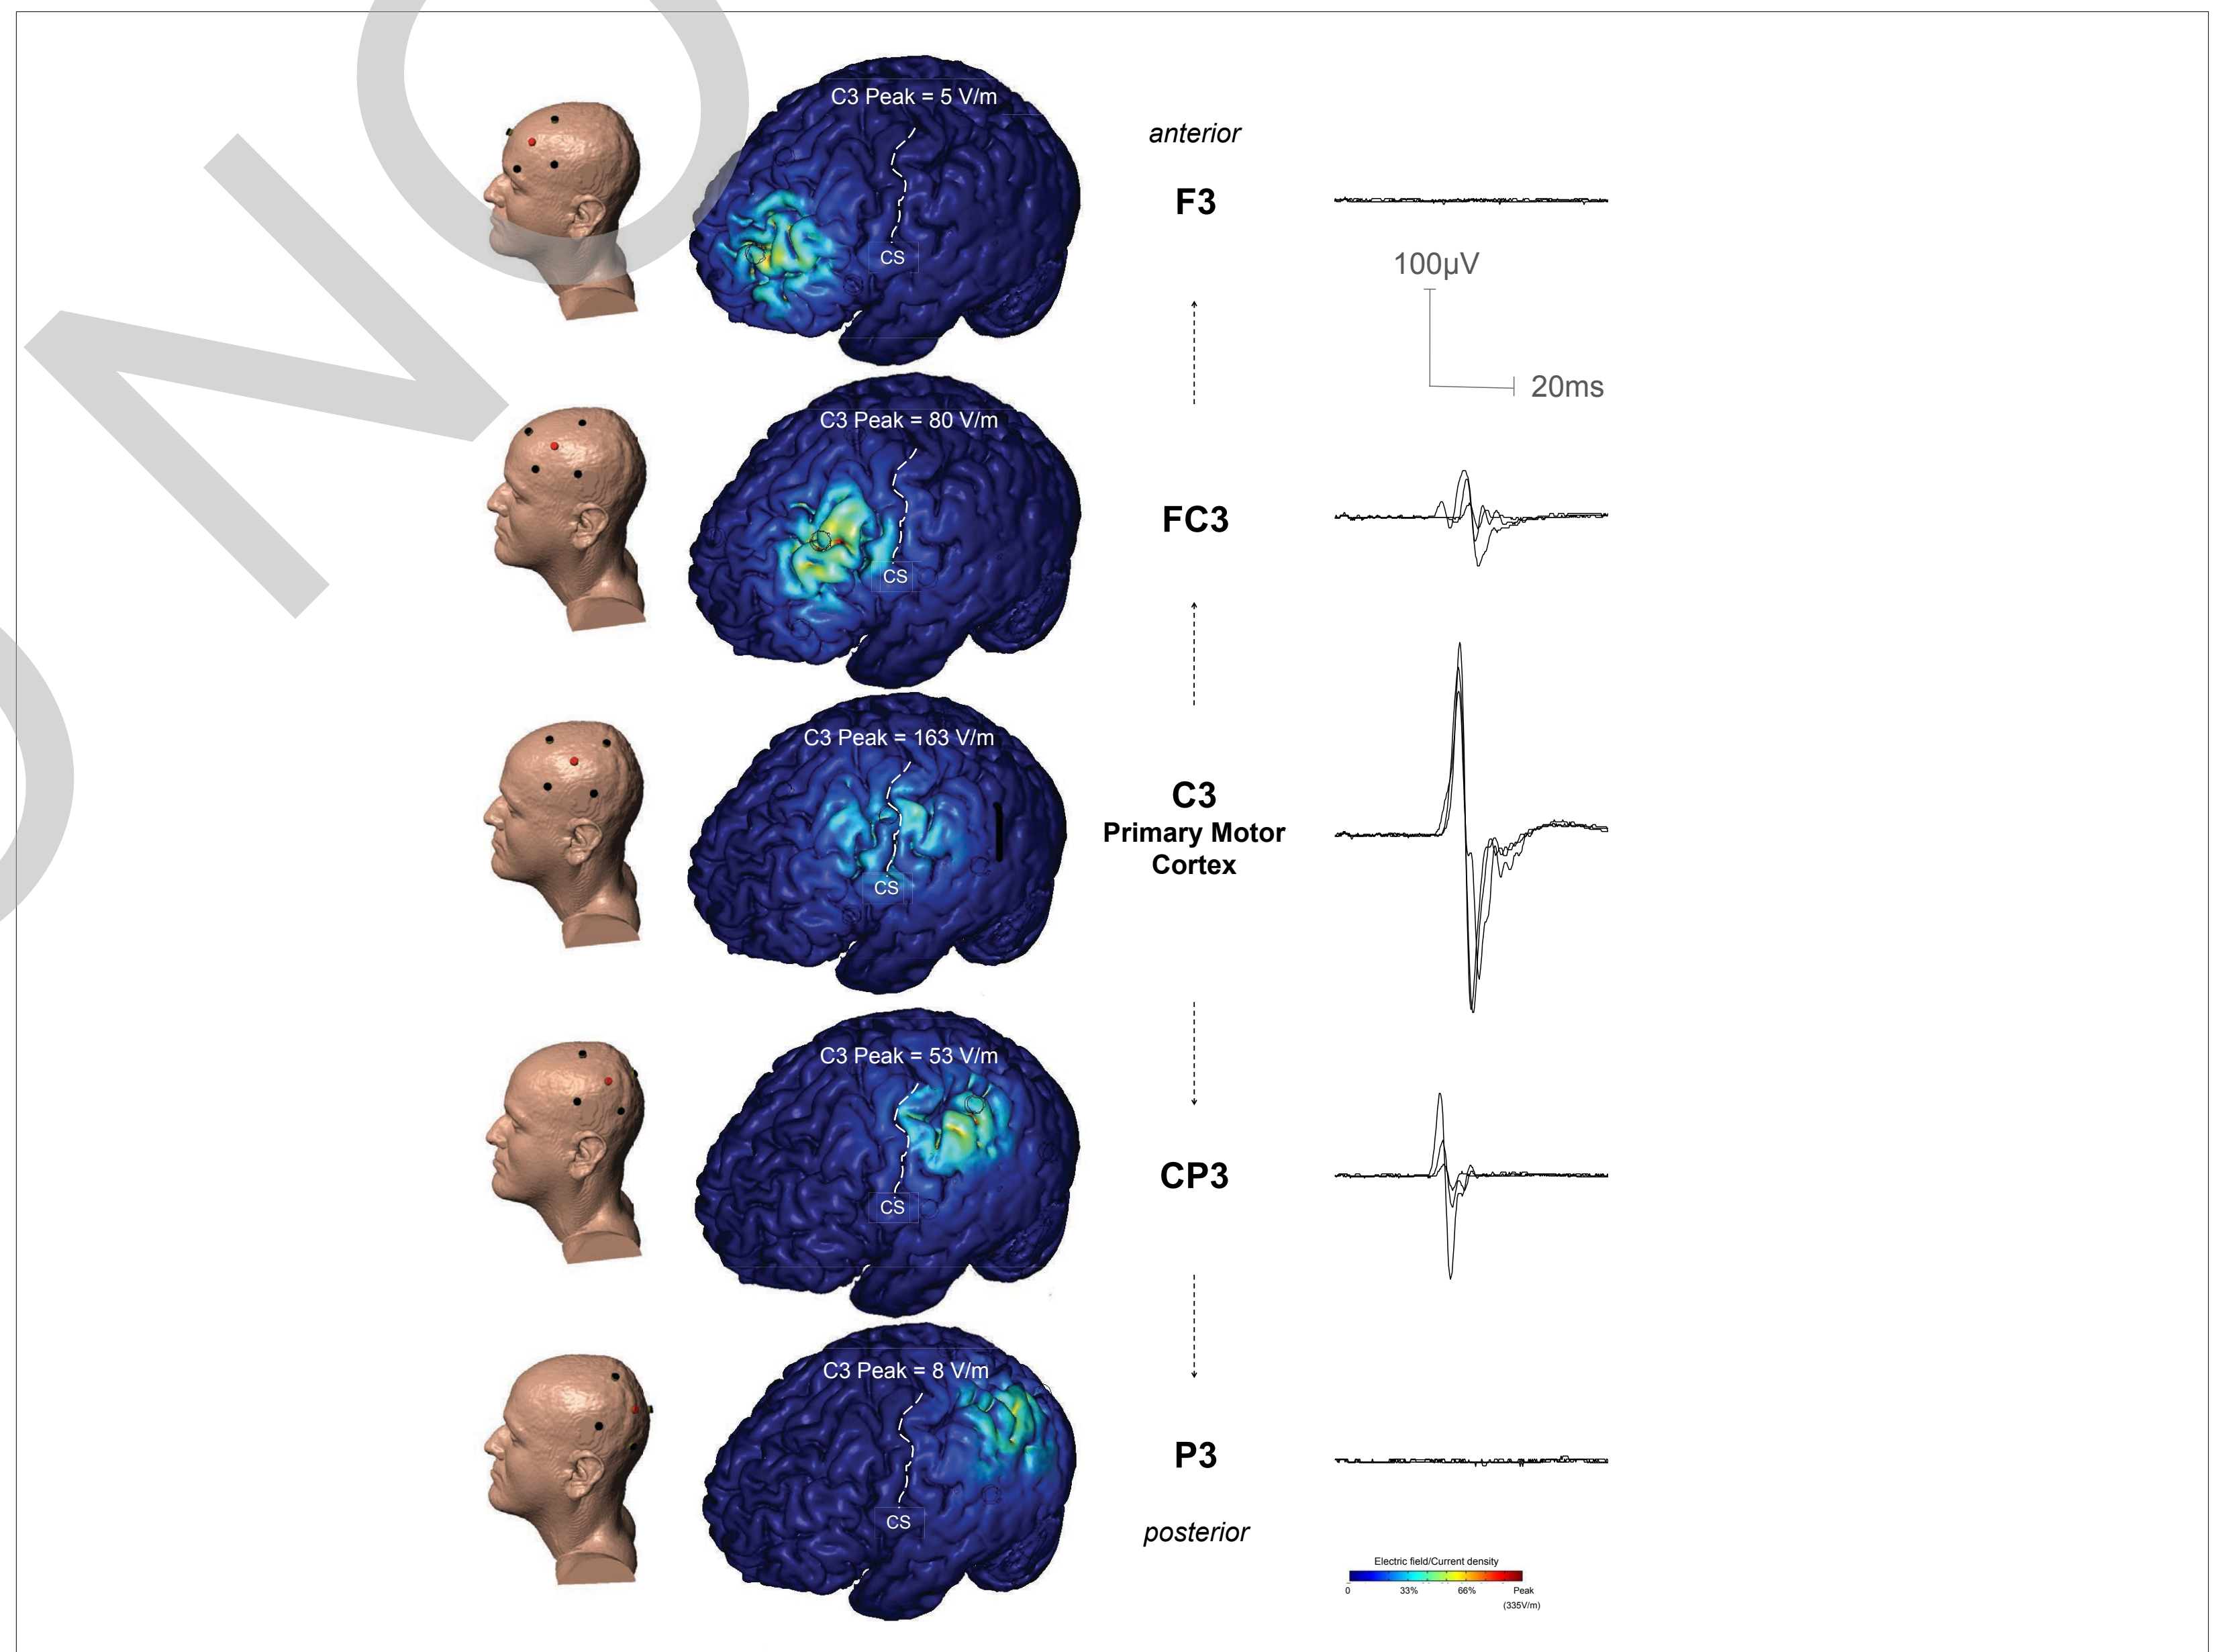 C3 Peak = 5 V/m
CS
anterior
F3
100µV
20ms
C3 Peak = 80 V/m
CS
FC3
C3 Peak = 163 V/m
CS
C3
Primary Motor
Cortex
C3 Peak = 53 V/m
CS
CP3
C3 Peak = 8 V/m
CS
P3
posterior
Electric field/Current density
0 33% 66% Peak
(335V/m)
NO